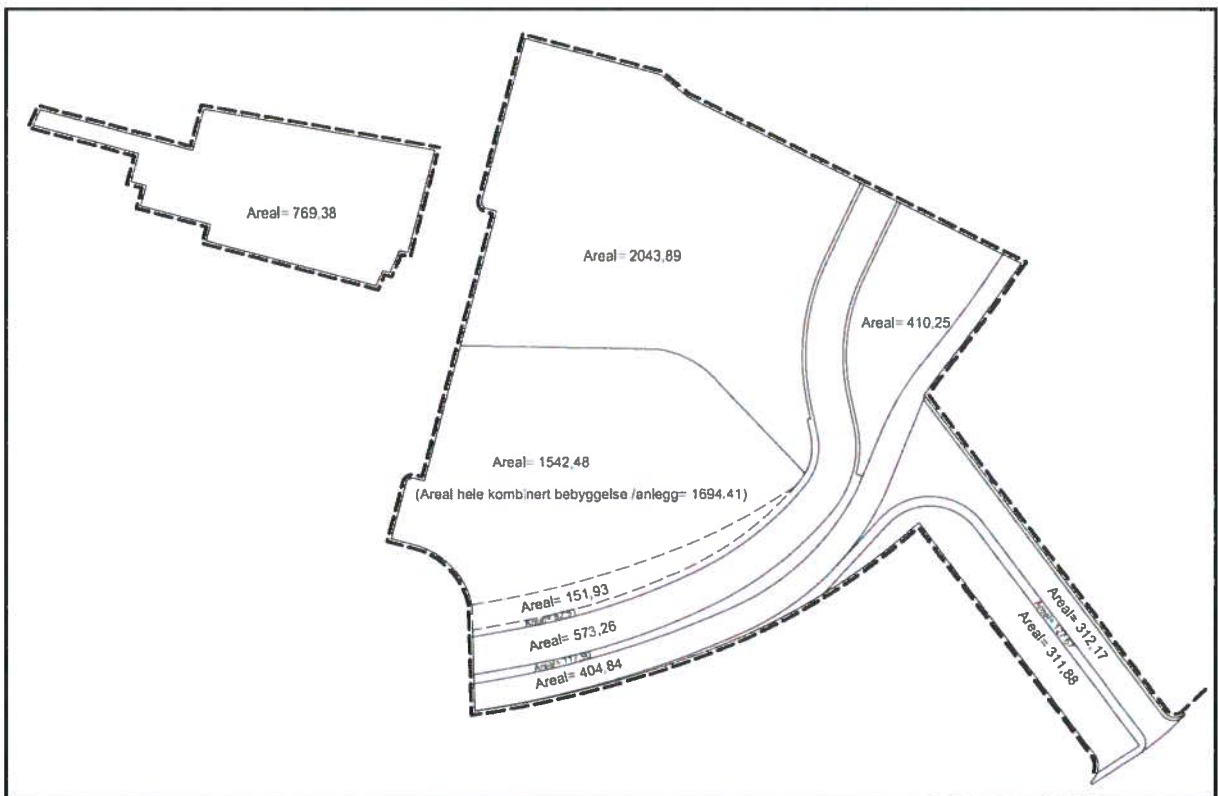 Areal= 769,38
Areal= 2043,89
Areal= 410,25
Areal= 1542,48
(Areal hele kombinert bebyggelse /anlegg= 1694.41)
Areal= 151,93
Areal= 573,26
Areal= 404,84
Areal= 312,17
Areal= 311,88